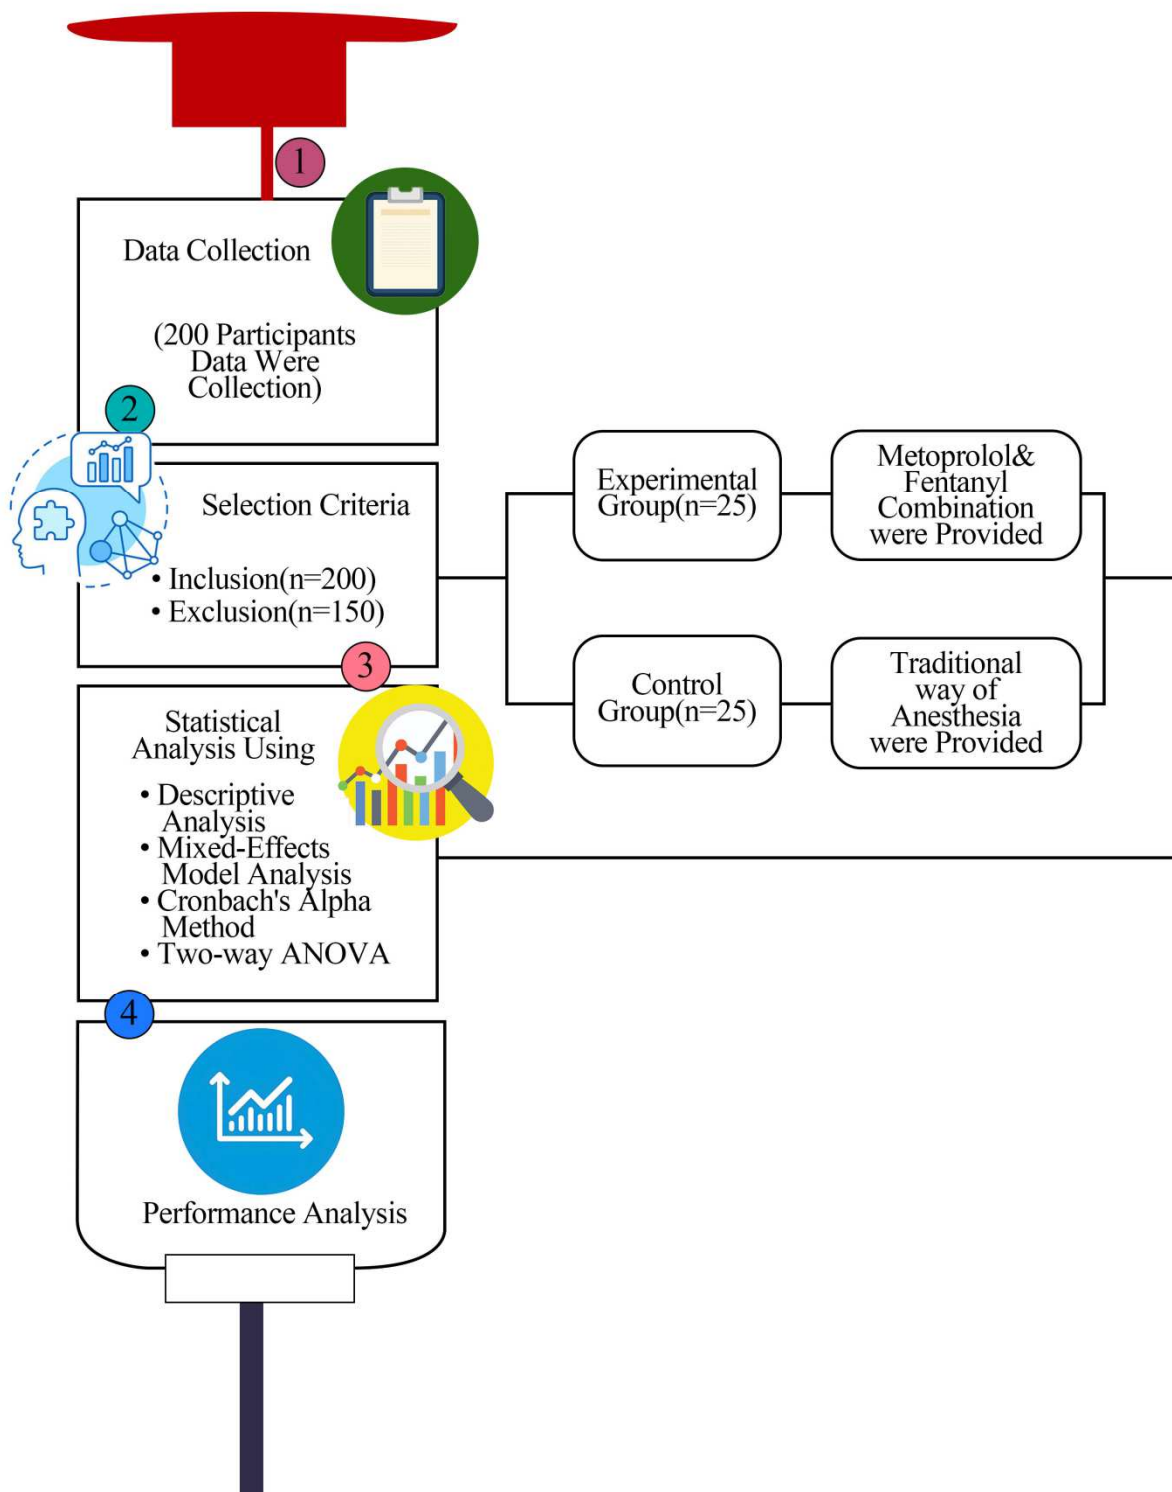 1
Data Collection
(200 Participants
Data Were
Collection)
2
Selection Criteria
• Inclusion(n=200)
• Exclusion(n=150)
Experimental
Group(n=25)
Metoprolol&
Fentanyl
Combination
were Provided
Control
Group(n=25)
Traditional
way of
Anesthesia
were Provided
3
Statistical
Analysis Using
• Descriptive
Analysis
• Mixed-Effects
Model Analysis
• Cronbach's Alpha
Method
• Two-way ANOVA
4
Performance Analysis